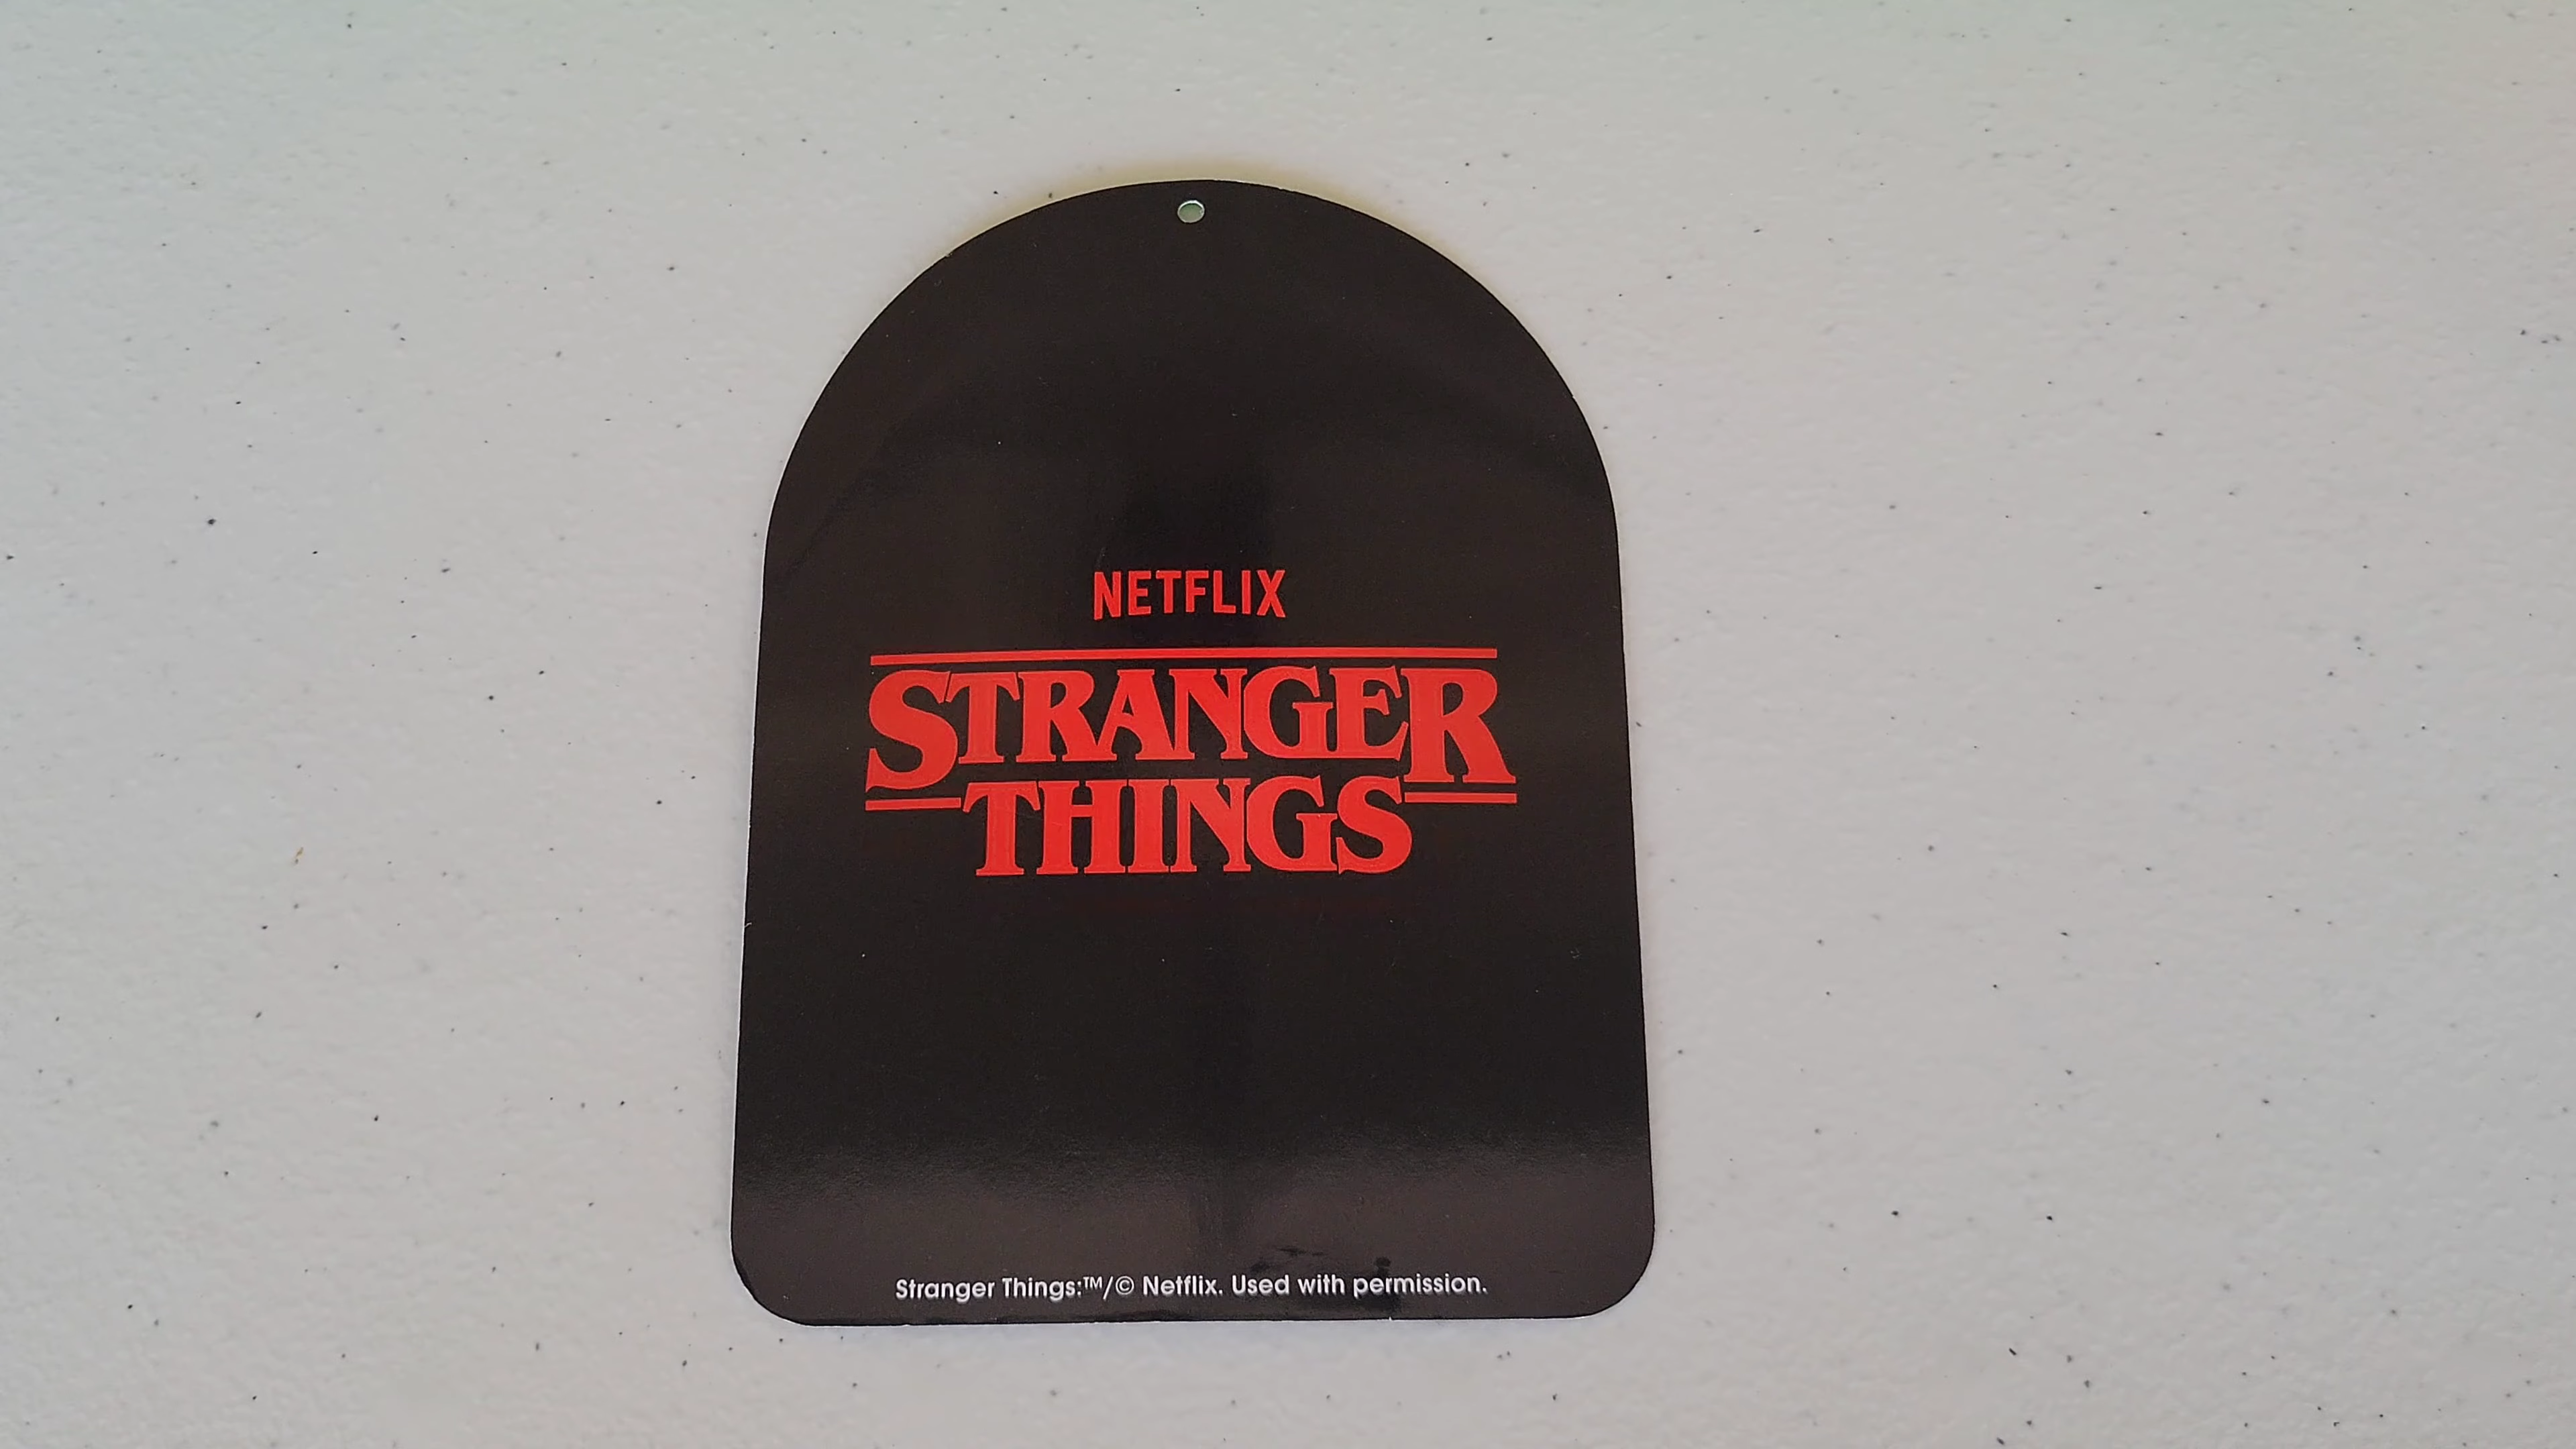 NETFLIX
STRANGER
THINGS
Stranger Things:™/© Netflix. Used with permission.